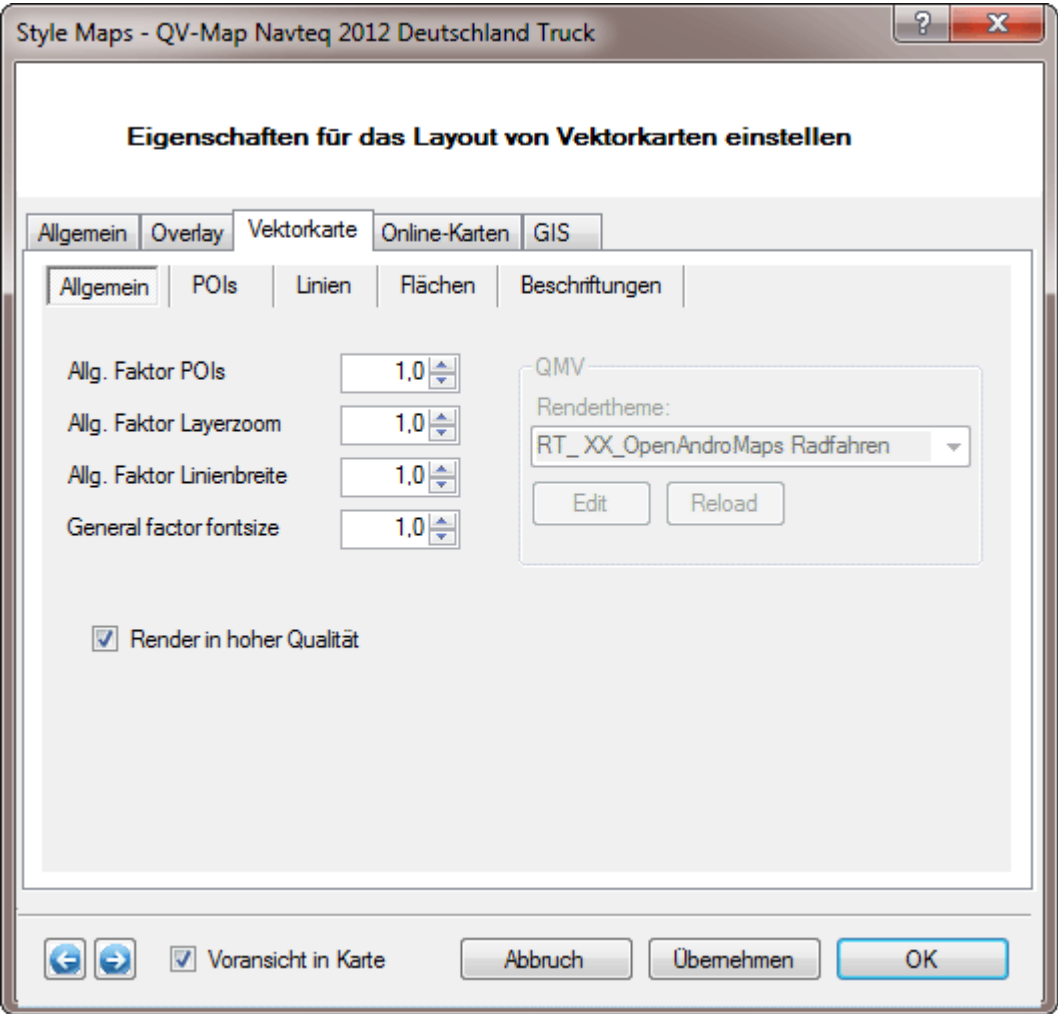 Style Maps - QV-Map Navteq 2012 Deutschland Truck
?
Eigenschaften für das Layout von Vektorkarten einstellen
Allgemein Overlay Vektorkarte Online-Karten GIS
Allgemein POIs Linien Flächen Beschriftungen
Allg. Faktor POIs 1,0
Allg. Faktor Layerzoom 1,0
Allg. Faktor Linienbreite 1,0
General factor fontsize 1,0
QMV
Rendertheme:
RT_ XX_OpenAndroMaps Radfahren
Edit Reload
Render in hoher Qualität
Voransicht in Karte Abbruch Übernehmen OK